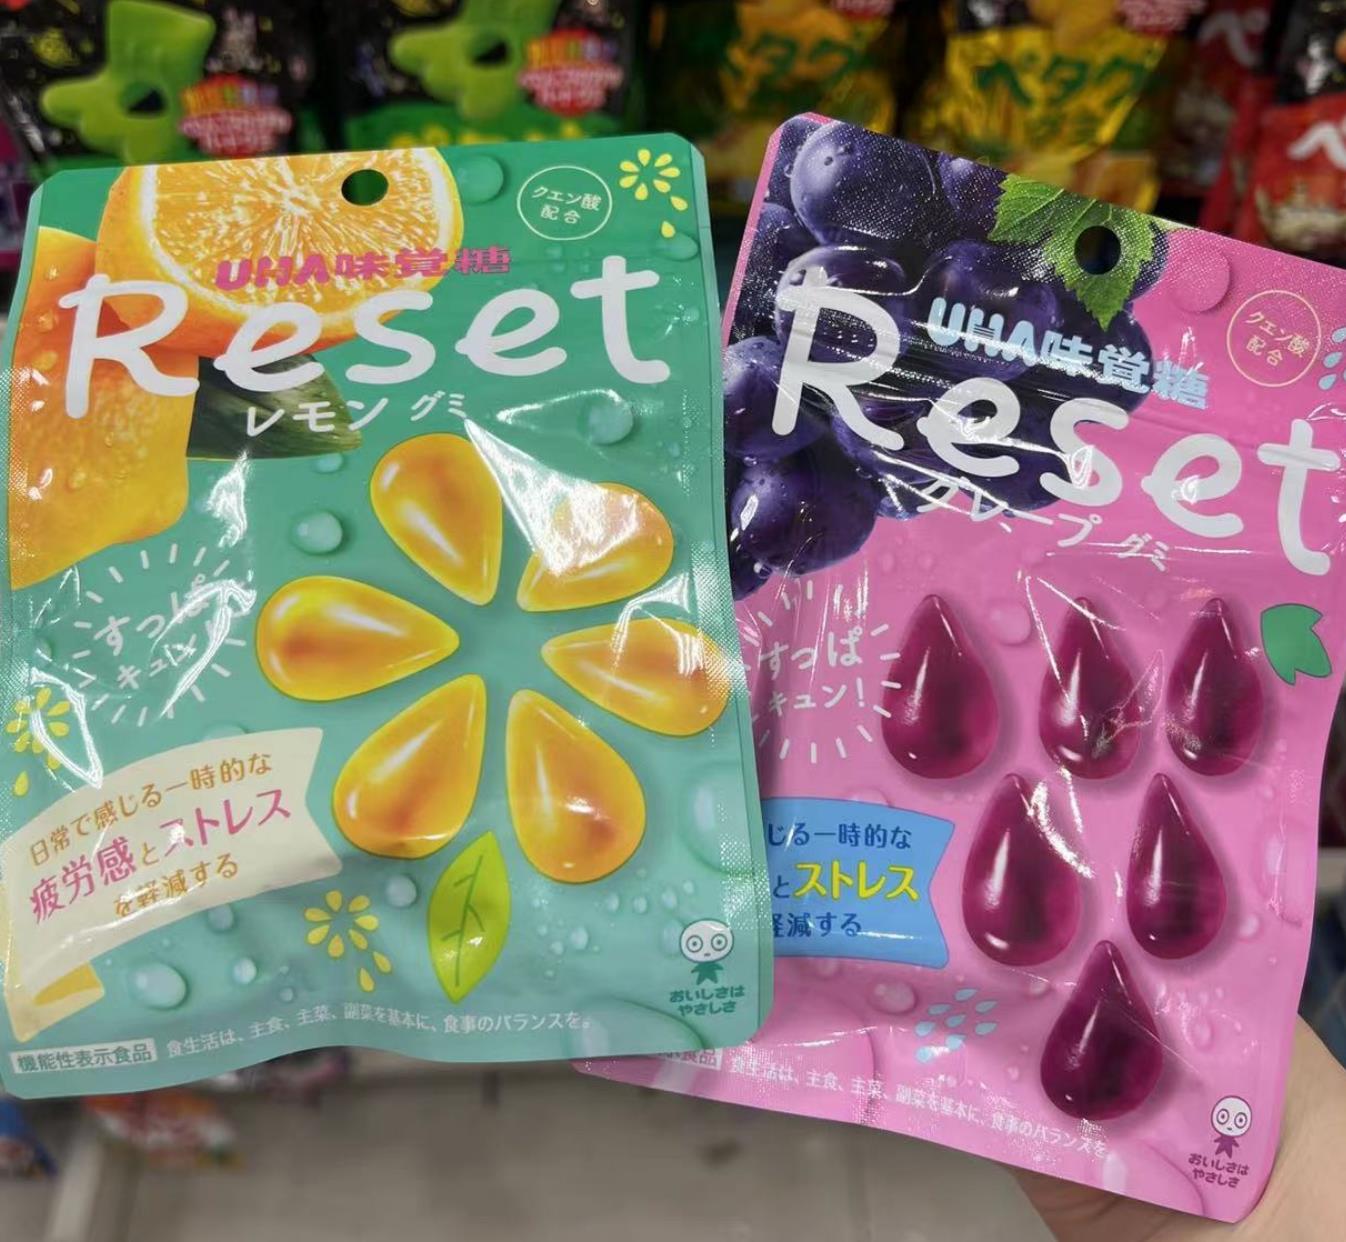 クエン酸
配合
UHA味覚糖
Reset
レモン グミ
すっぱ
キュン!
日常で感じる一時的な
疲労感とストレス
を軽減する
おいしさは
やさしさ
機能性表示食品 食生活は、主食、主菜、副菜を基本に、食事のバランスを。
クエン酸
配合
UHA味覚糖
Reset
グレープ グミ
すっぱ
キュン!
じる一時的な
とストレス
軽減する
食品 食生活は、主食、主菜、副菜を基本に、食事のバランスを
おいしさは
やさしさ
ペタグ